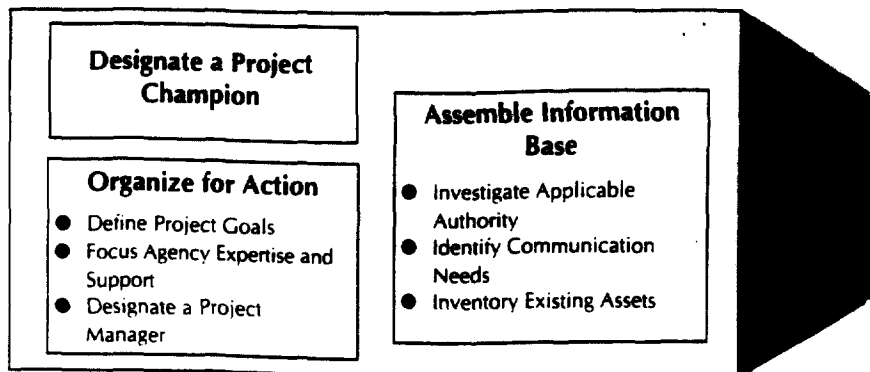 Designate a Project
Champion
Organize for Action
● Define Project Goals
● Focus Agency Expertise and
Support
● Designate a Project
Manager
Assemble Information
Base
● Investigate Applicable
Authority
● Identify Communication
Needs
● Inventory Existing Assets